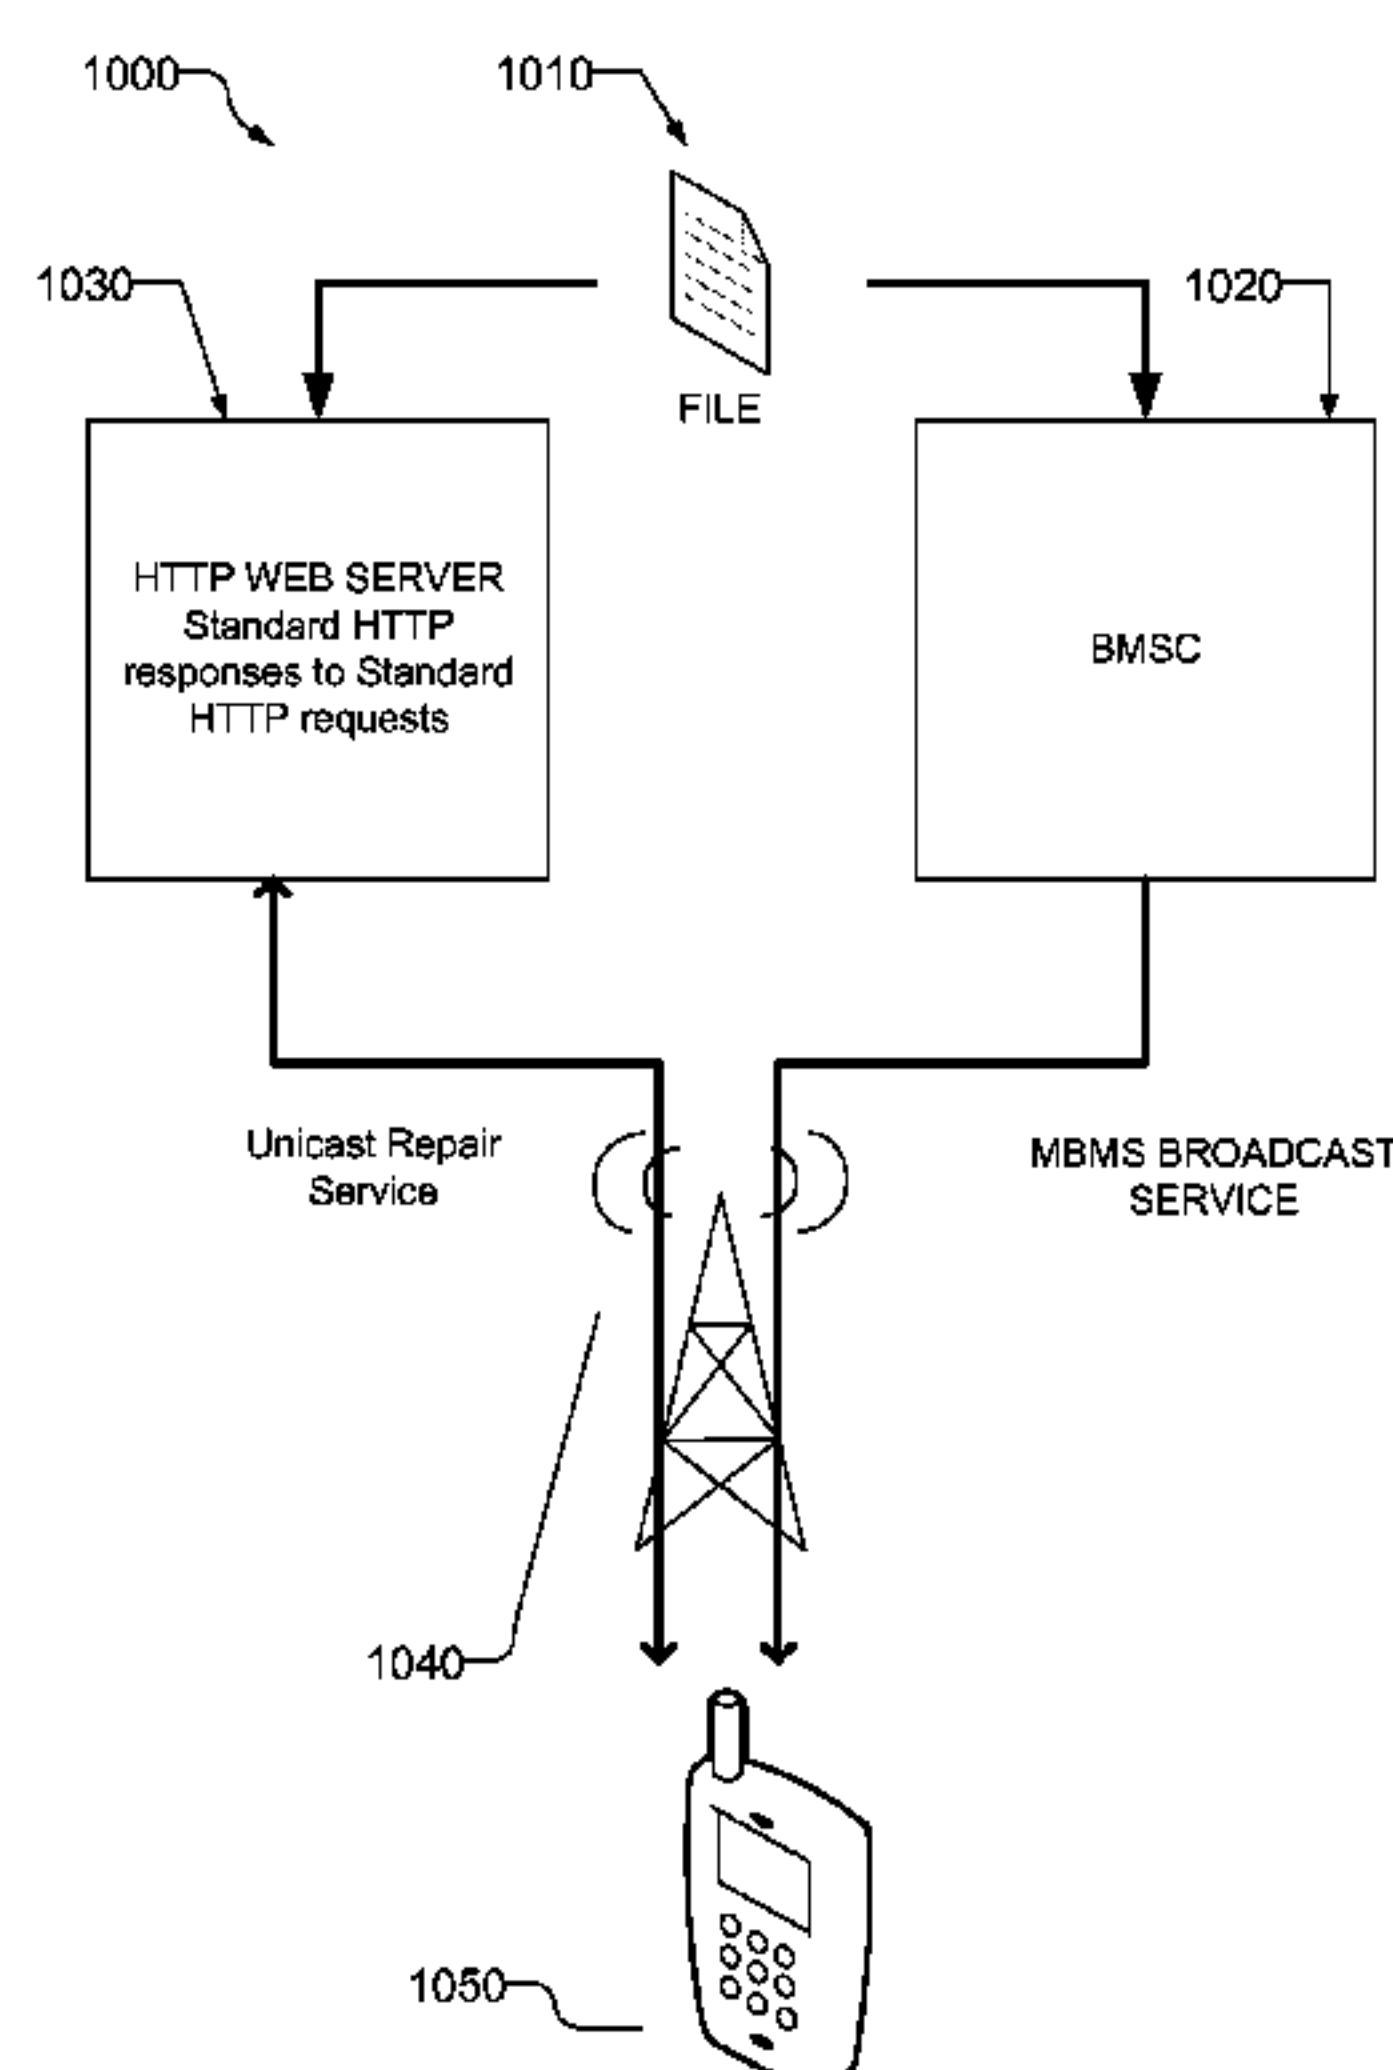 1000
1010
1030
1020
FILE
HTTP WEB SERVER
Standard HTTP
responses to Standard
HTTP requests
BMSC
Unicast Repair
Service
MBMS BROADCAST
SERVICE
1040
1050